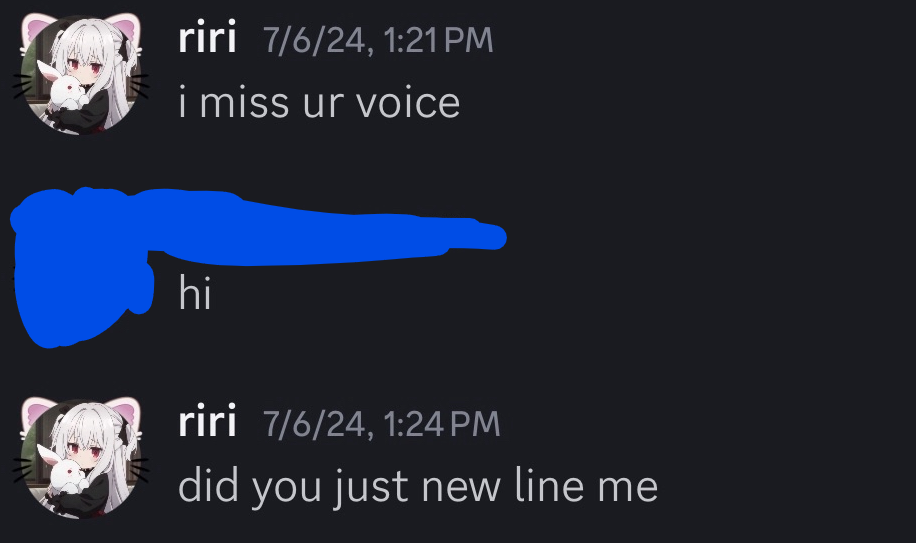 riri 7/6/24, 1:21 PM
i miss ur voice
hi
riri 7/6/24, 1:24 PM
did you just new line me